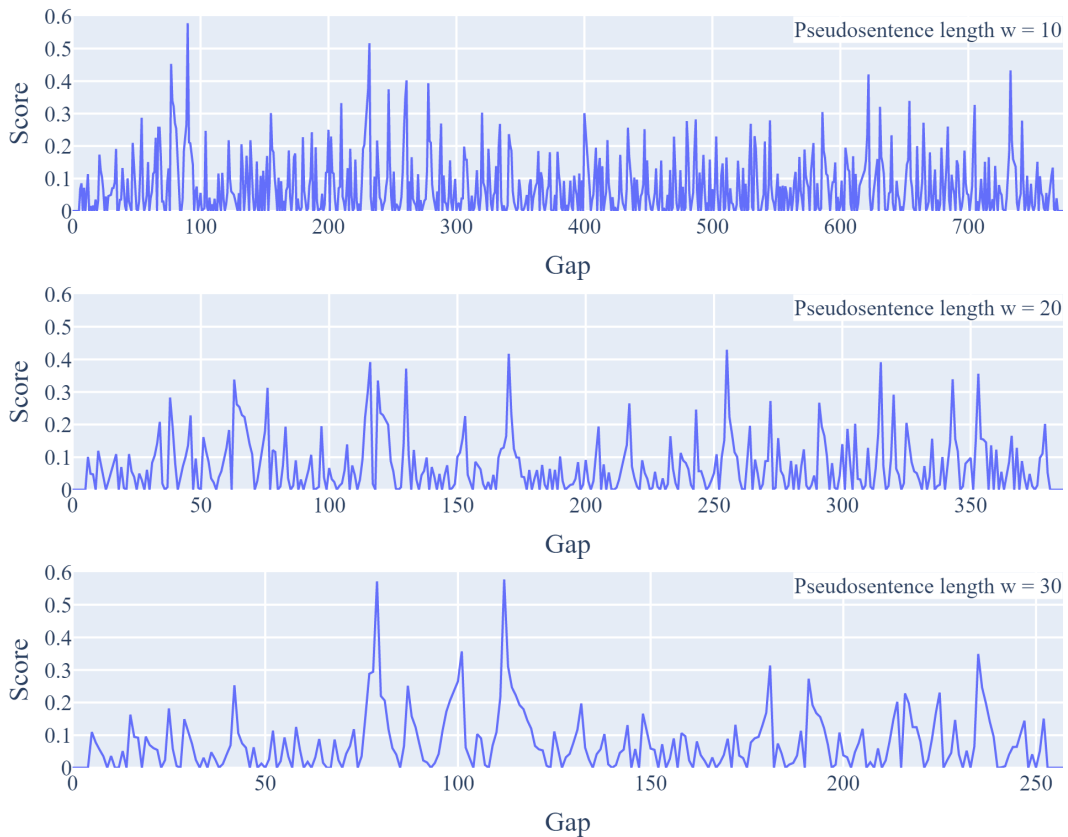 Pseudosentence length w = 10
Score
0.6
0.5
0.4
0.3
0.2
0.1
0
0 100 200 300 400 500 600 700
Gap
Pseudosentence length w = 20
Score
0.6
0.5
0.4
0.3
0.2
0.1
0
0 50 100 150 200 250 300 350
Gap
Pseudosentence length w = 30
Score
0.6
0.5
0.4
0.3
0.2
0.1
0
0 50 100 150 200 250
Gap